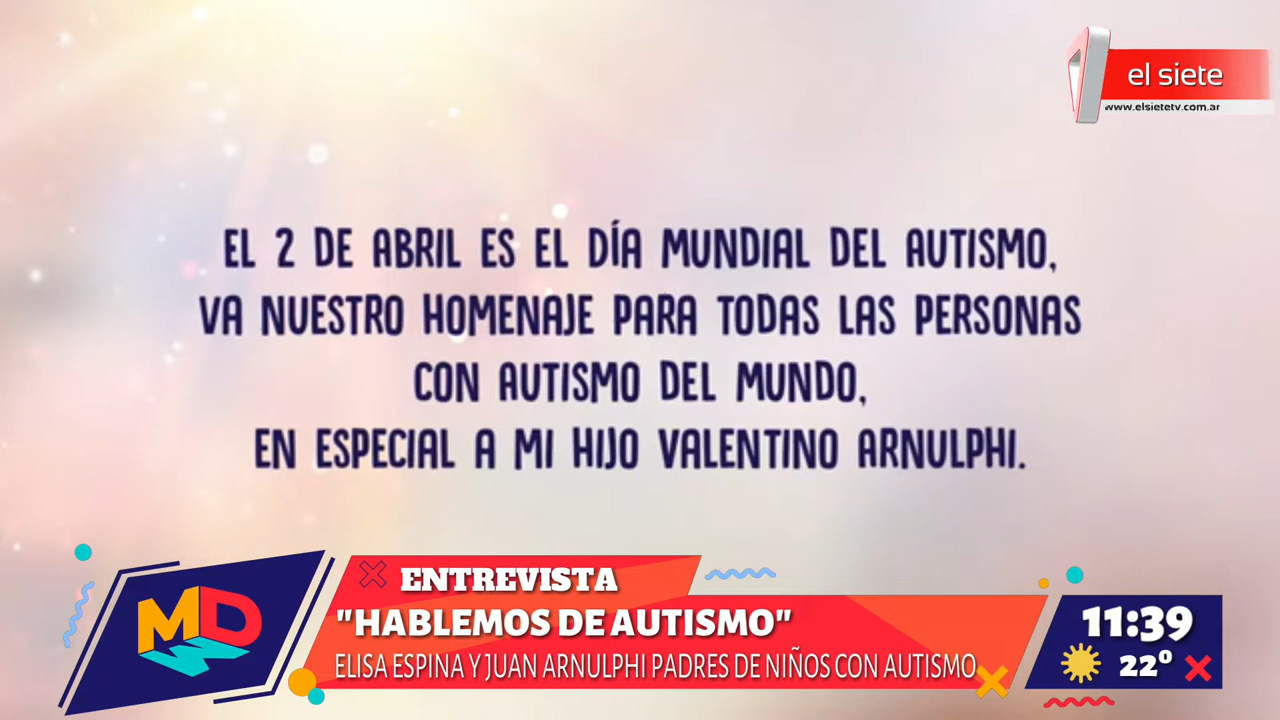 el siete
www.elsietetv.com.ar
EL 2 DE ABRIL ES EL DÍA MUNDIAL DEL AUTISMO,
VA NUESTRO HOMENAJE PARA TODAS LAS PERSONAS
CON AUTISMO DEL MUNDO,
EN ESPECIAL A MI HIJO VALENTINO ARNULPHI.
MD
ENTREVISTA
"HABLEMOS DE AUTISMO"
ELISA ESPINA Y JUAN ARNULPHI PADRES DE NIÑOS CON AUTISMO
11:39
22º